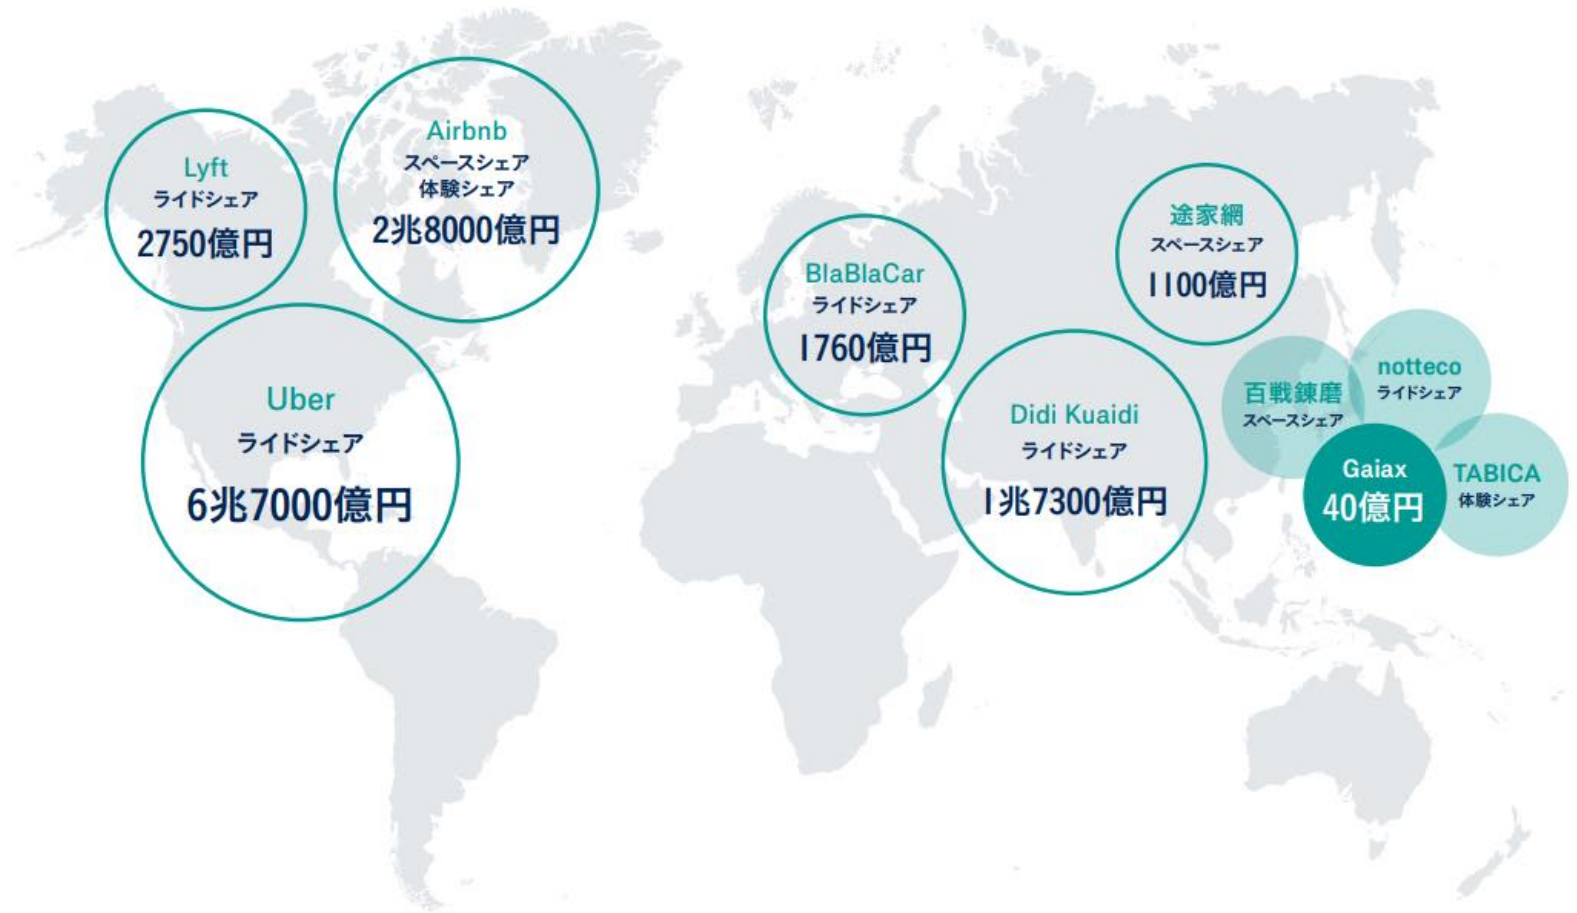 Lyft
ライドシェア
2750億円
Airbnb
スペースシェア
体験シェア
2兆8000億円
Uber
ライドシェア
6兆7000億円
BlaBlaCar
ライドシェア
1760億円
Didi Kuaidi
ライドシェア
1兆7300億円
途家網
スペースシェア
1100億円
百戦錬磨
スペースシェア
notteco
ライドシェア
Gaiax
40億円
TABICA
体験シェア